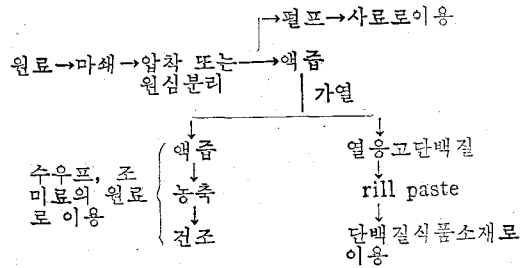 →펄프→사료로이용
원료→마쇄→압착 또는 원심분리→액즙
가열
액즙
농축
건조
수우프, 조미료의 원료로 이용
열응고단백질
rill paste
단백질식품소재로
이용